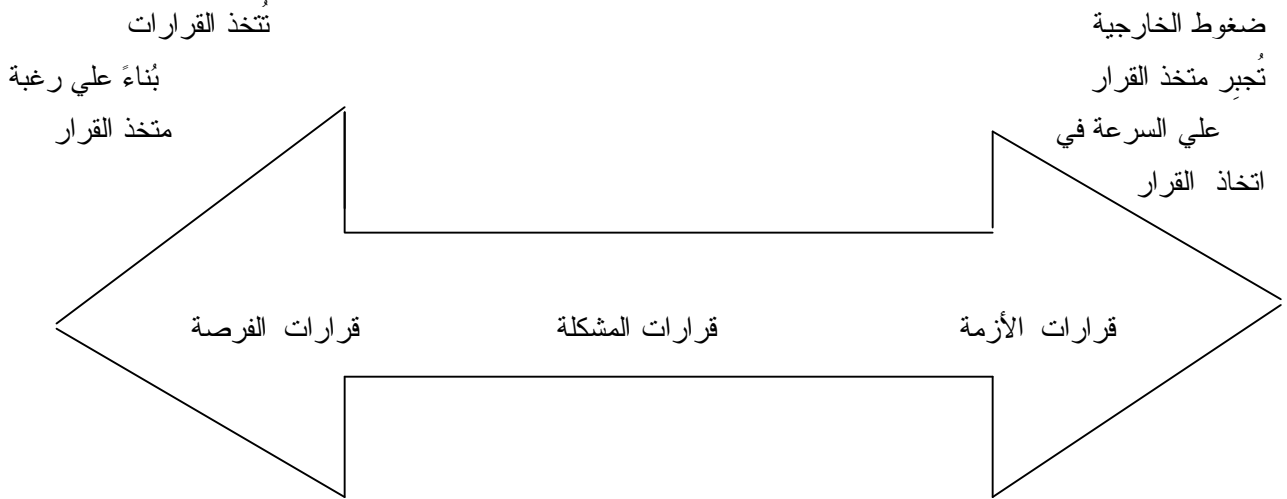 ضغوط الخارجية
تُجبِر متخذ القرار
علي السرعة في
اتخاذ القرار
تُتخذ القرارات
بُناءً علي رغبة
متخذ القرار
قرارات الأزمة
قرارات المشكلة
قرارات الفرصة